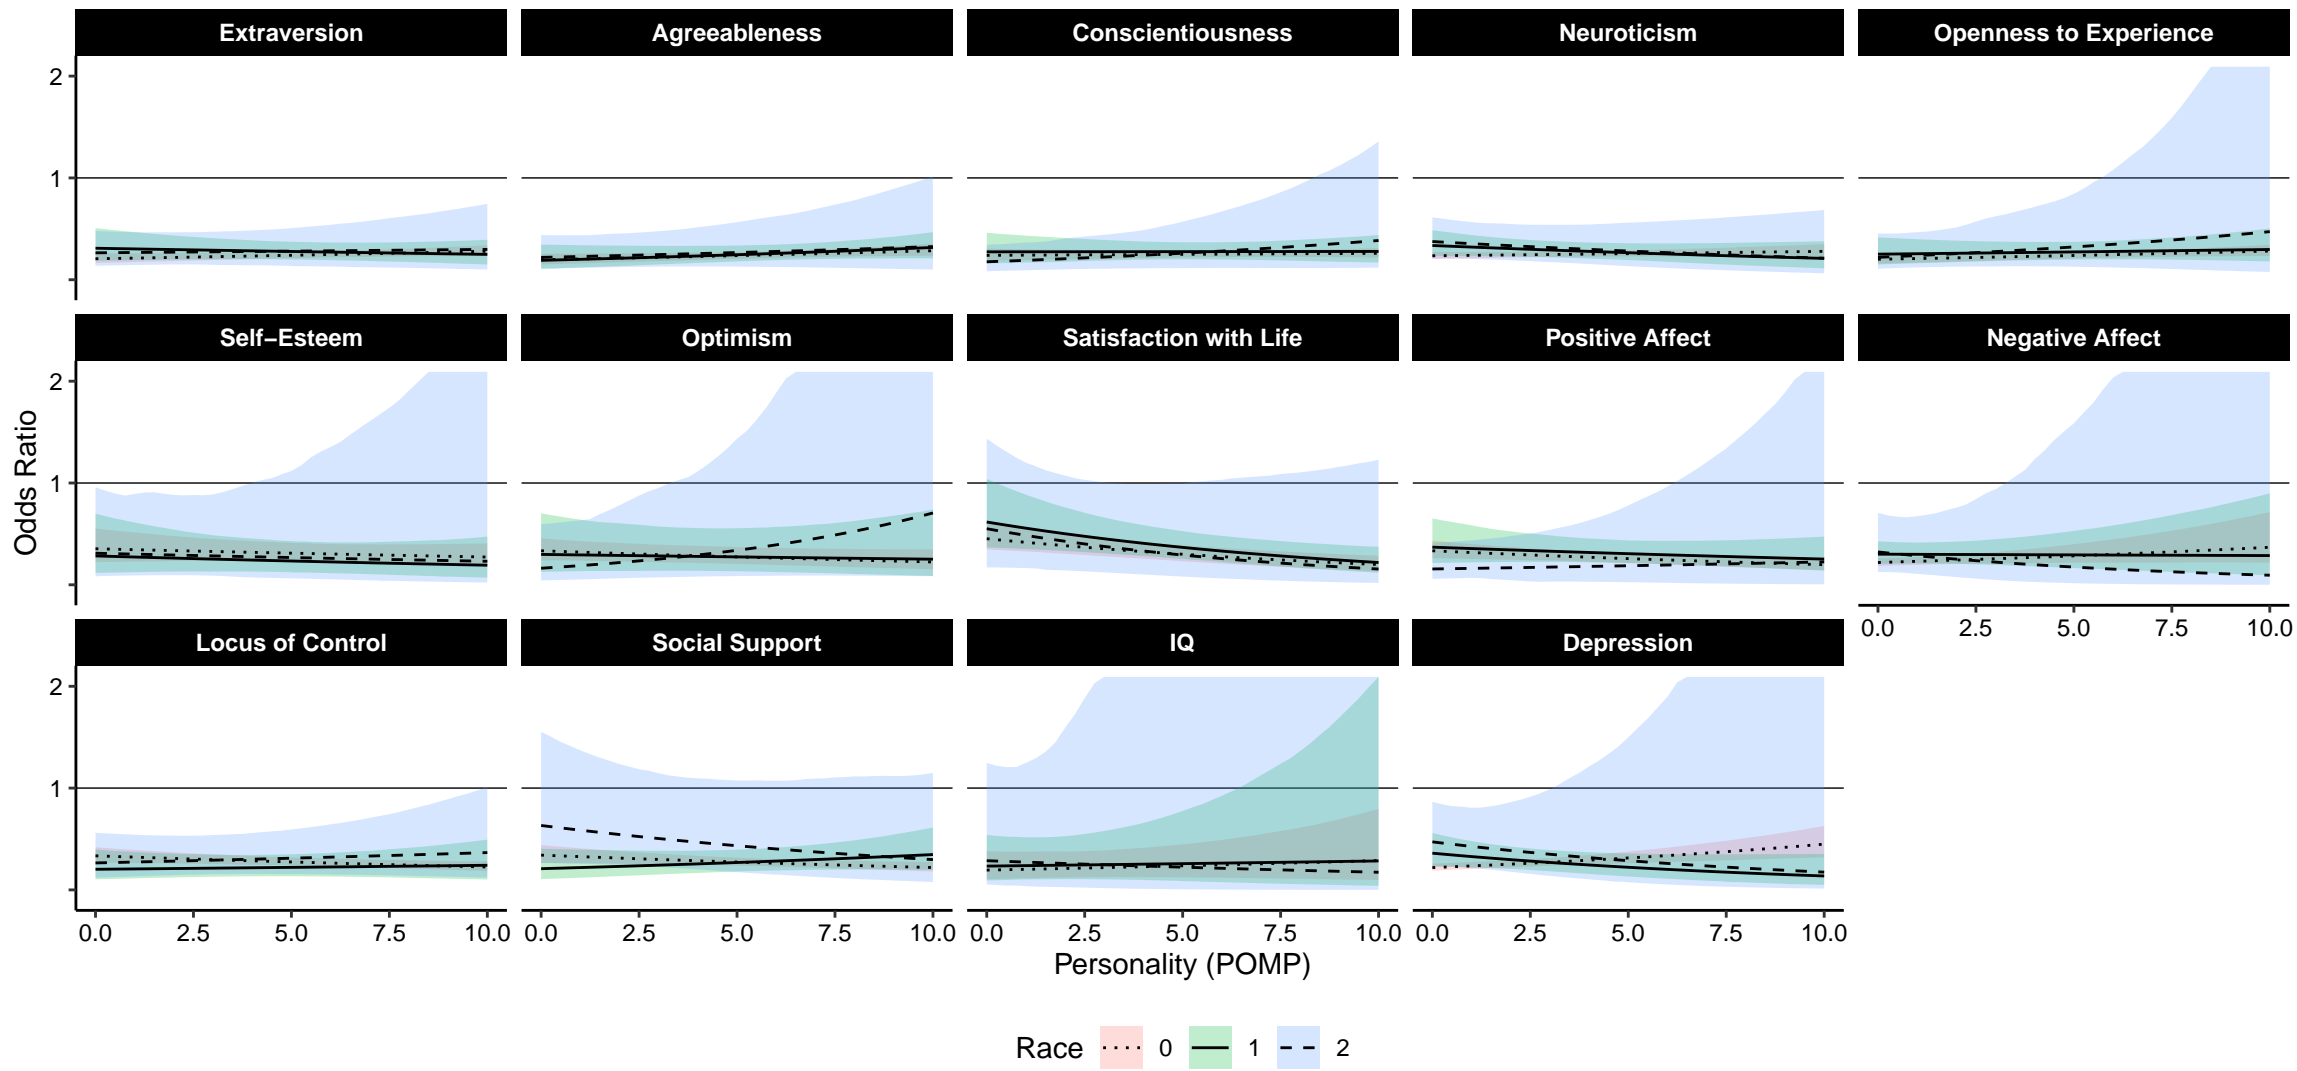 Extraversion Agreeableness Conscientiousness Neuroticism Openness to Experience
2
1
Self−Esteem Optimism Satisfaction with Life Positive Affect Negative Affect
2
1
Odds Ratio
0.0 2.5 5.0 7.5 10.0
Locus of Control Social Support IQ Depression
2
1
0.0 2.5 5.0 7.5 10.0 0.0 2.5 5.0 7.5 10.0 0.0 2.5 5.0 7.5 10.0 0.0 2.5 5.0 7.5 10.0
Personality (POMP)
Race 0 1 2